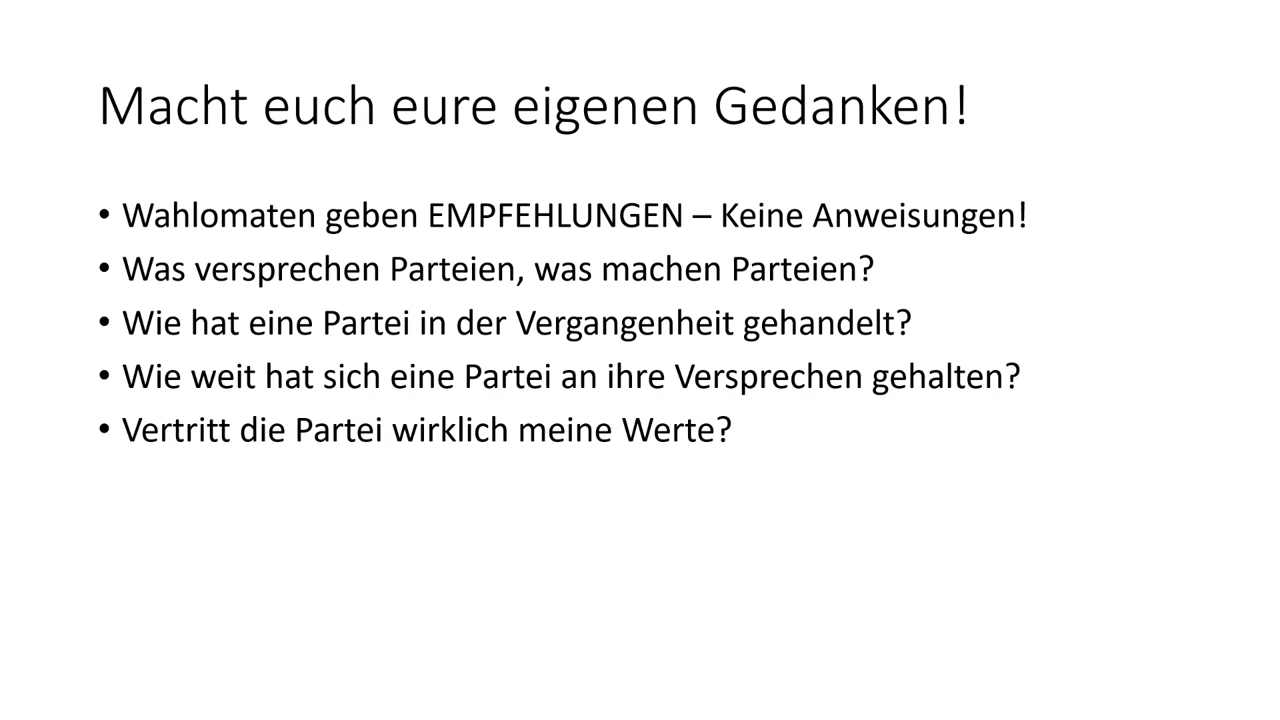 Macht euch eure eigenen Gedanken!
• Wahlomaten geben EMPFEHLUNGEN – Keine Anweisungen!
• Was versprechen Parteien, was machen Parteien?
• Wie hat eine Partei in der Vergangenheit gehandelt?
• Wie weit hat sich eine Partei an ihre Versprechen gehalten?
• Vertritt die Partei wirklich meine Werte?